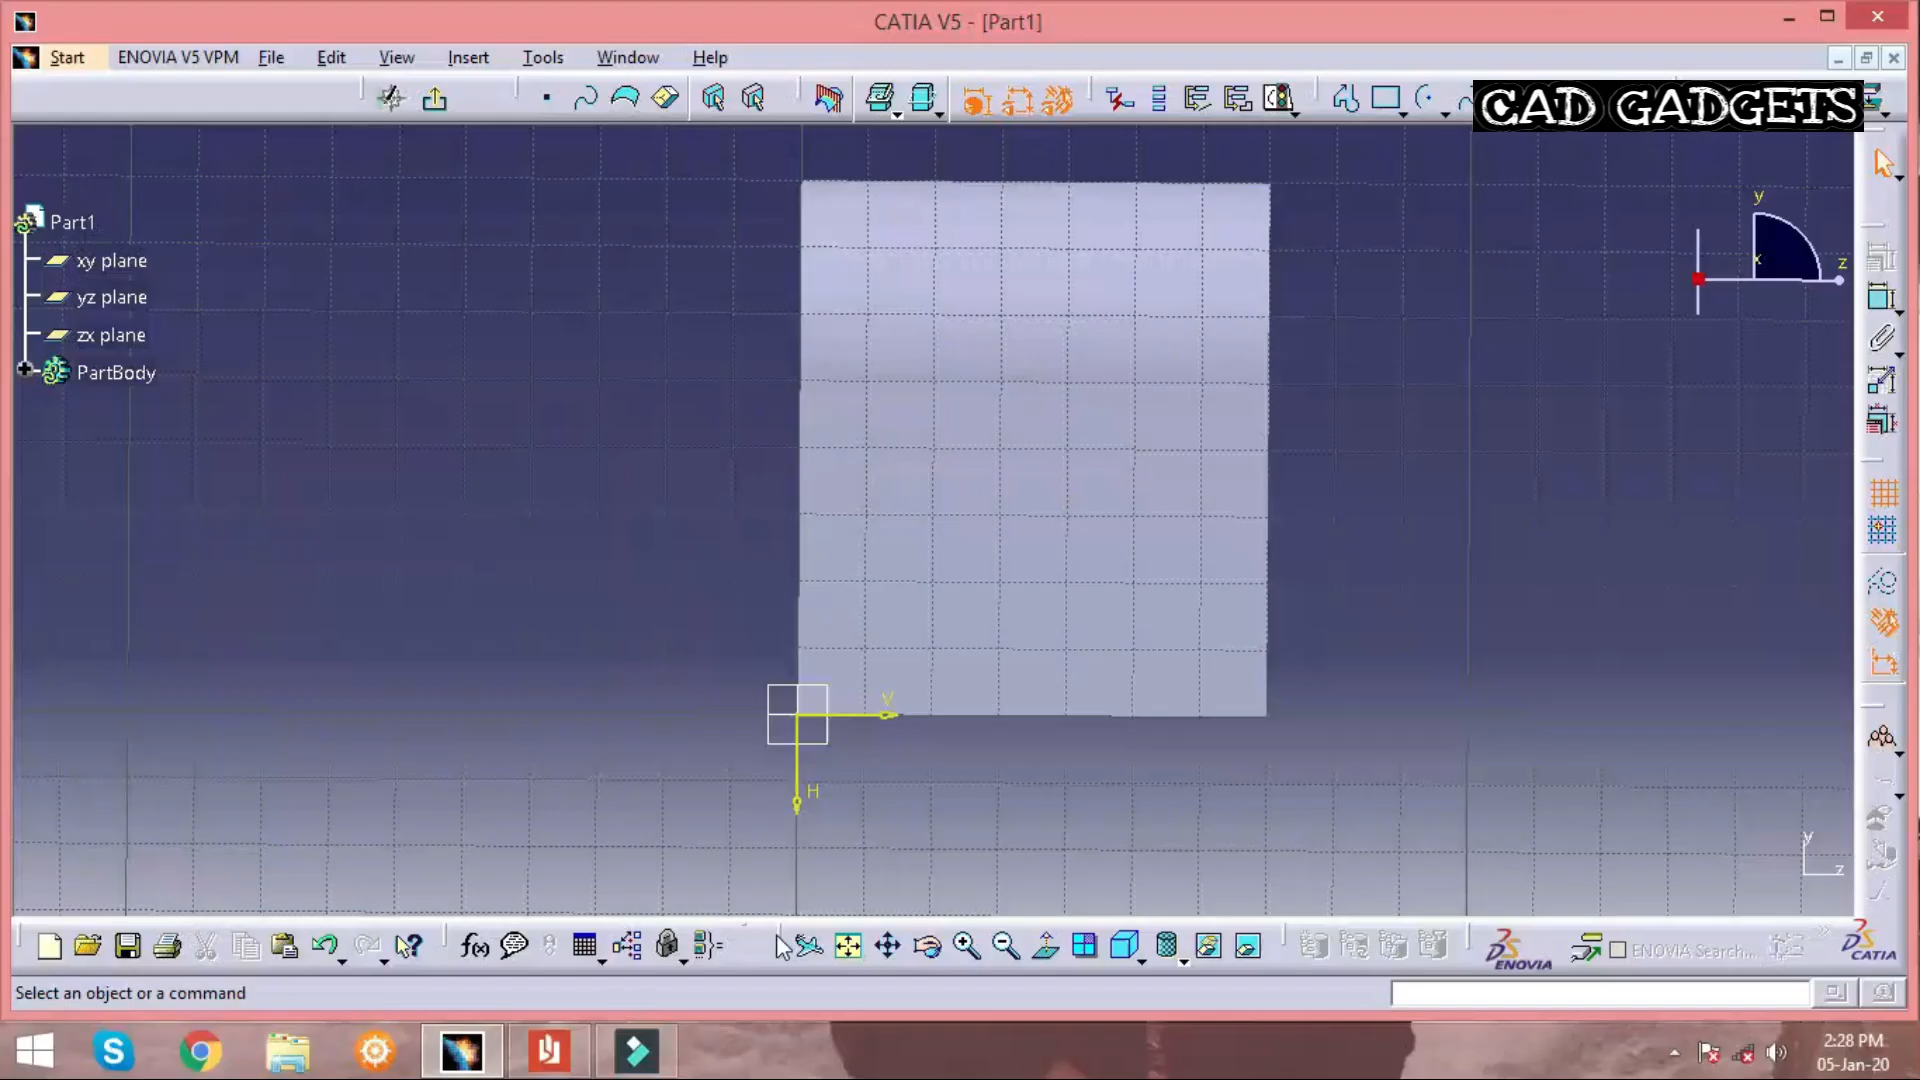 CATIA V5 - [Part1]
Start ENOVIA V5 VPM File Edit View Insert Tools Window Help
CAD GADGETS
Part1
xy plane
yz plane
zx plane
PartBody
y
x
z
V
H
y
z
f(x)
ENOVIA
ENOVIA Search...
CATIA
Select an object or a command
2:28 PM
05-Jan-20